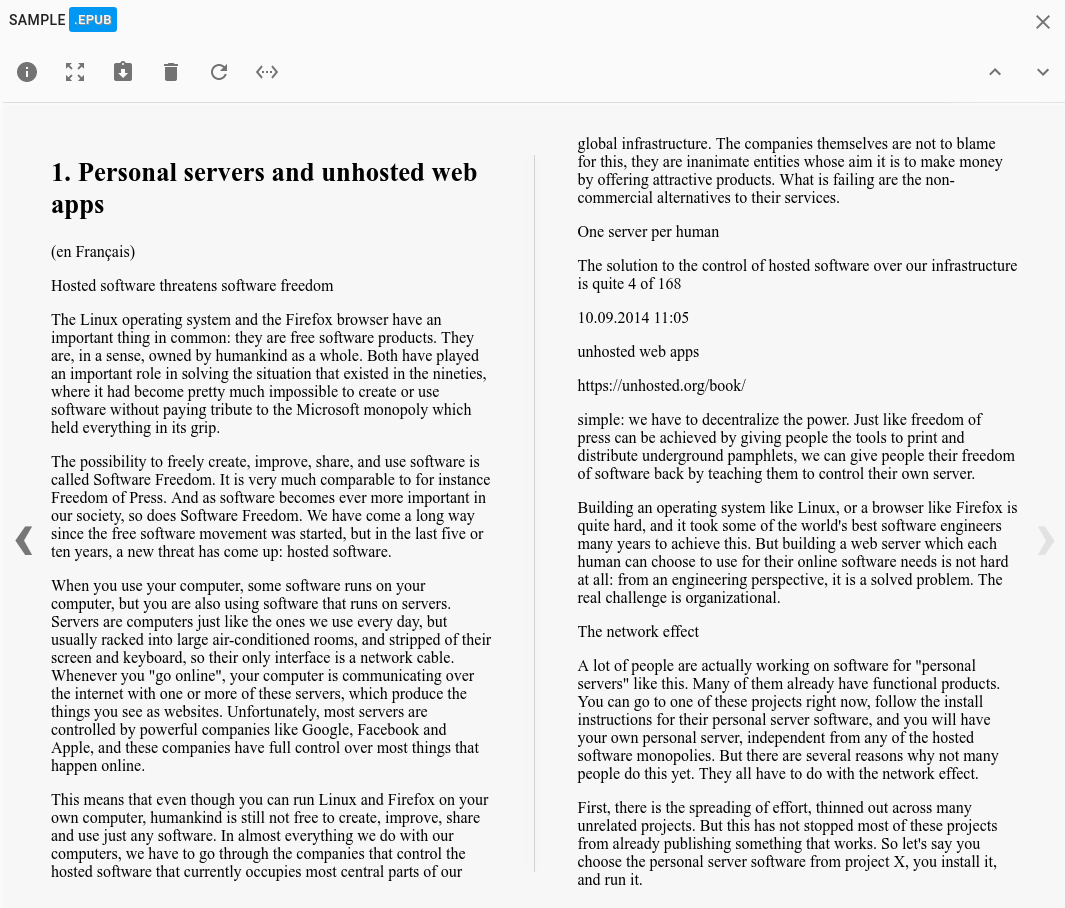 SAMPLE .EPUB
1. Personal servers and unhosted web
apps
(en Français)
Hosted software threatens software freedom
The Linux operating system and the Firefox browser have an
important thing in common: they are free software products. They
are, in a sense, owned by humankind as a whole. Both have played
an important role in solving the situation that existed in the nineties,
where it had become pretty much impossible to create or use
software without paying tribute to the Microsoft monopoly which
held everything in its grip.
The possibility to freely create, improve, share, and use software is
called Software Freedom. It is very much comparable to for instance
Freedom of Press. And as software becomes ever more important in
our society, so does Software Freedom. We have come a long way
since the free software movement was started, but in the last five or
ten years, a new threat has come up: hosted software.
When you use your computer, some software runs on your
computer, but you are also using software that runs on servers.
Servers are computers just like the ones we use every day, but
usually racked into large air-conditioned rooms, and stripped of their
screen and keyboard, so their only interface is a network cable.
Whenever you "go online", your computer is communicating over
the internet with one or more of these servers, which produce the
things you see as websites. Unfortunately, most servers are
controlled by powerful companies like Google, Facebook and
Apple, and these companies have full control over most things that
happen online.
This means that even though you can run Linux and Firefox on your
own computer, humankind is still not free to create, improve, share
and use just any software. In almost everything we do with our
computers, we have to go through the companies that control the
hosted software that currently occupies most central parts of our
global infrastructure. The companies themselves are not to blame
for this, they are inanimate entities whose aim it is to make money
by offering attractive products. What is failing are the non-
commercial alternatives to their services.
One server per human
The solution to the control of hosted software over our infrastructure
is quite 4 of 168
10.09.2014 11:05
unhosted web apps
https://unhosted.org/book/
simple: we have to decentralize the power. Just like freedom of
press can be achieved by giving people the tools to print and
distribute underground pamphlets, we can give people their freedom
of software back by teaching them to control their own server.
Building an operating system like Linux, or a browser like Firefox is
quite hard, and it took some of the world's best software engineers
many years to achieve this. But building a web server which each
human can choose to use for their online software needs is not hard
at all: from an engineering perspective, it is a solved problem. The
real challenge is organizational.
The network effect
A lot of people are actually working on software for "personal
servers" like this. Many of them already have functional products.
You can go to one of these projects right now, follow the install
instructions for their personal server software, and you will have
your own personal server, independent from any of the hosted
software monopolies. But there are several reasons why not many
people do this yet. They all have to do with the network effect.
First, there is the spreading of effort, thinned out across many
unrelated projects. But this has not stopped most of these projects
from already publishing something that works. So let's say you
choose the personal server software from project X, you install it,
and run it.